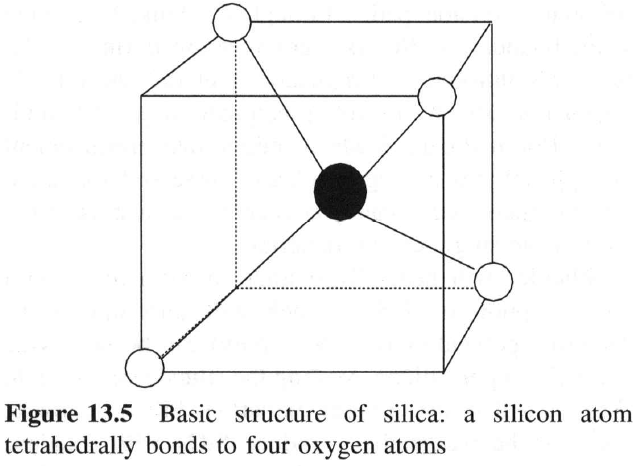 Figure 13.5 Basic structure of silica: a silicon atom
tetrahedrally bonds to four oxygen atoms